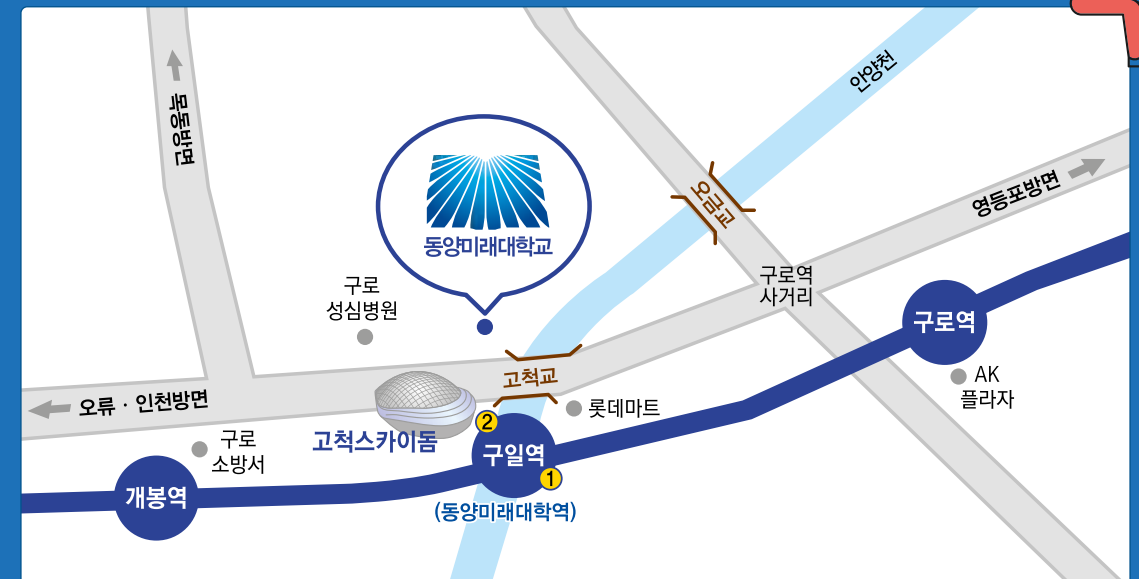 안양천
목동방면
오금교
영등포방면
동양미래대학교
구로역
사거리
구로
성심병원
구로역
고척교
AK
플라자
오류 · 인천방면
롯데마트
2
고척스카이돔
구일역
구로
소방서
1
개봉역
(동양미래대학역)